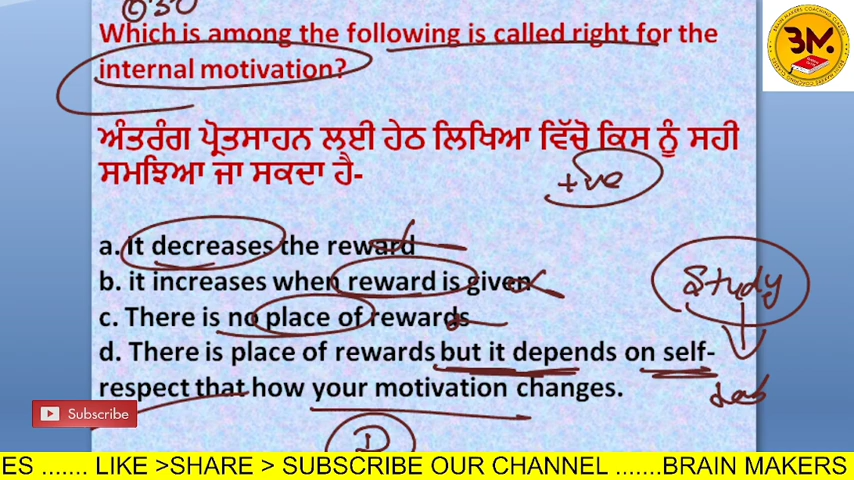 Which is among the following is called right for the
internal motivation?
ਅੰਤਰੰਗ ਪ੍ਰੋਤਸਾਹਨ ਲਈ ਹੇਠ ਲਿਖਿਆ ਵਿੱਚੋ ਕਿਸ ਨੂੰ ਸਹੀ
ਸਮਝਿਆ ਜਾ ਸਕਦਾ ਹੈ-
+ve
a. It decreases the reward
b. it increases when reward is given
Study
c. There is no place of rewards
d. There is place of rewards but it depends on self-
respect that how your motivation changes.
Subscribe
D
3M
ES ....... LIKE >SHARE > SUBSCRIBE OUR CHANNEL .......BRAIN MAKERS